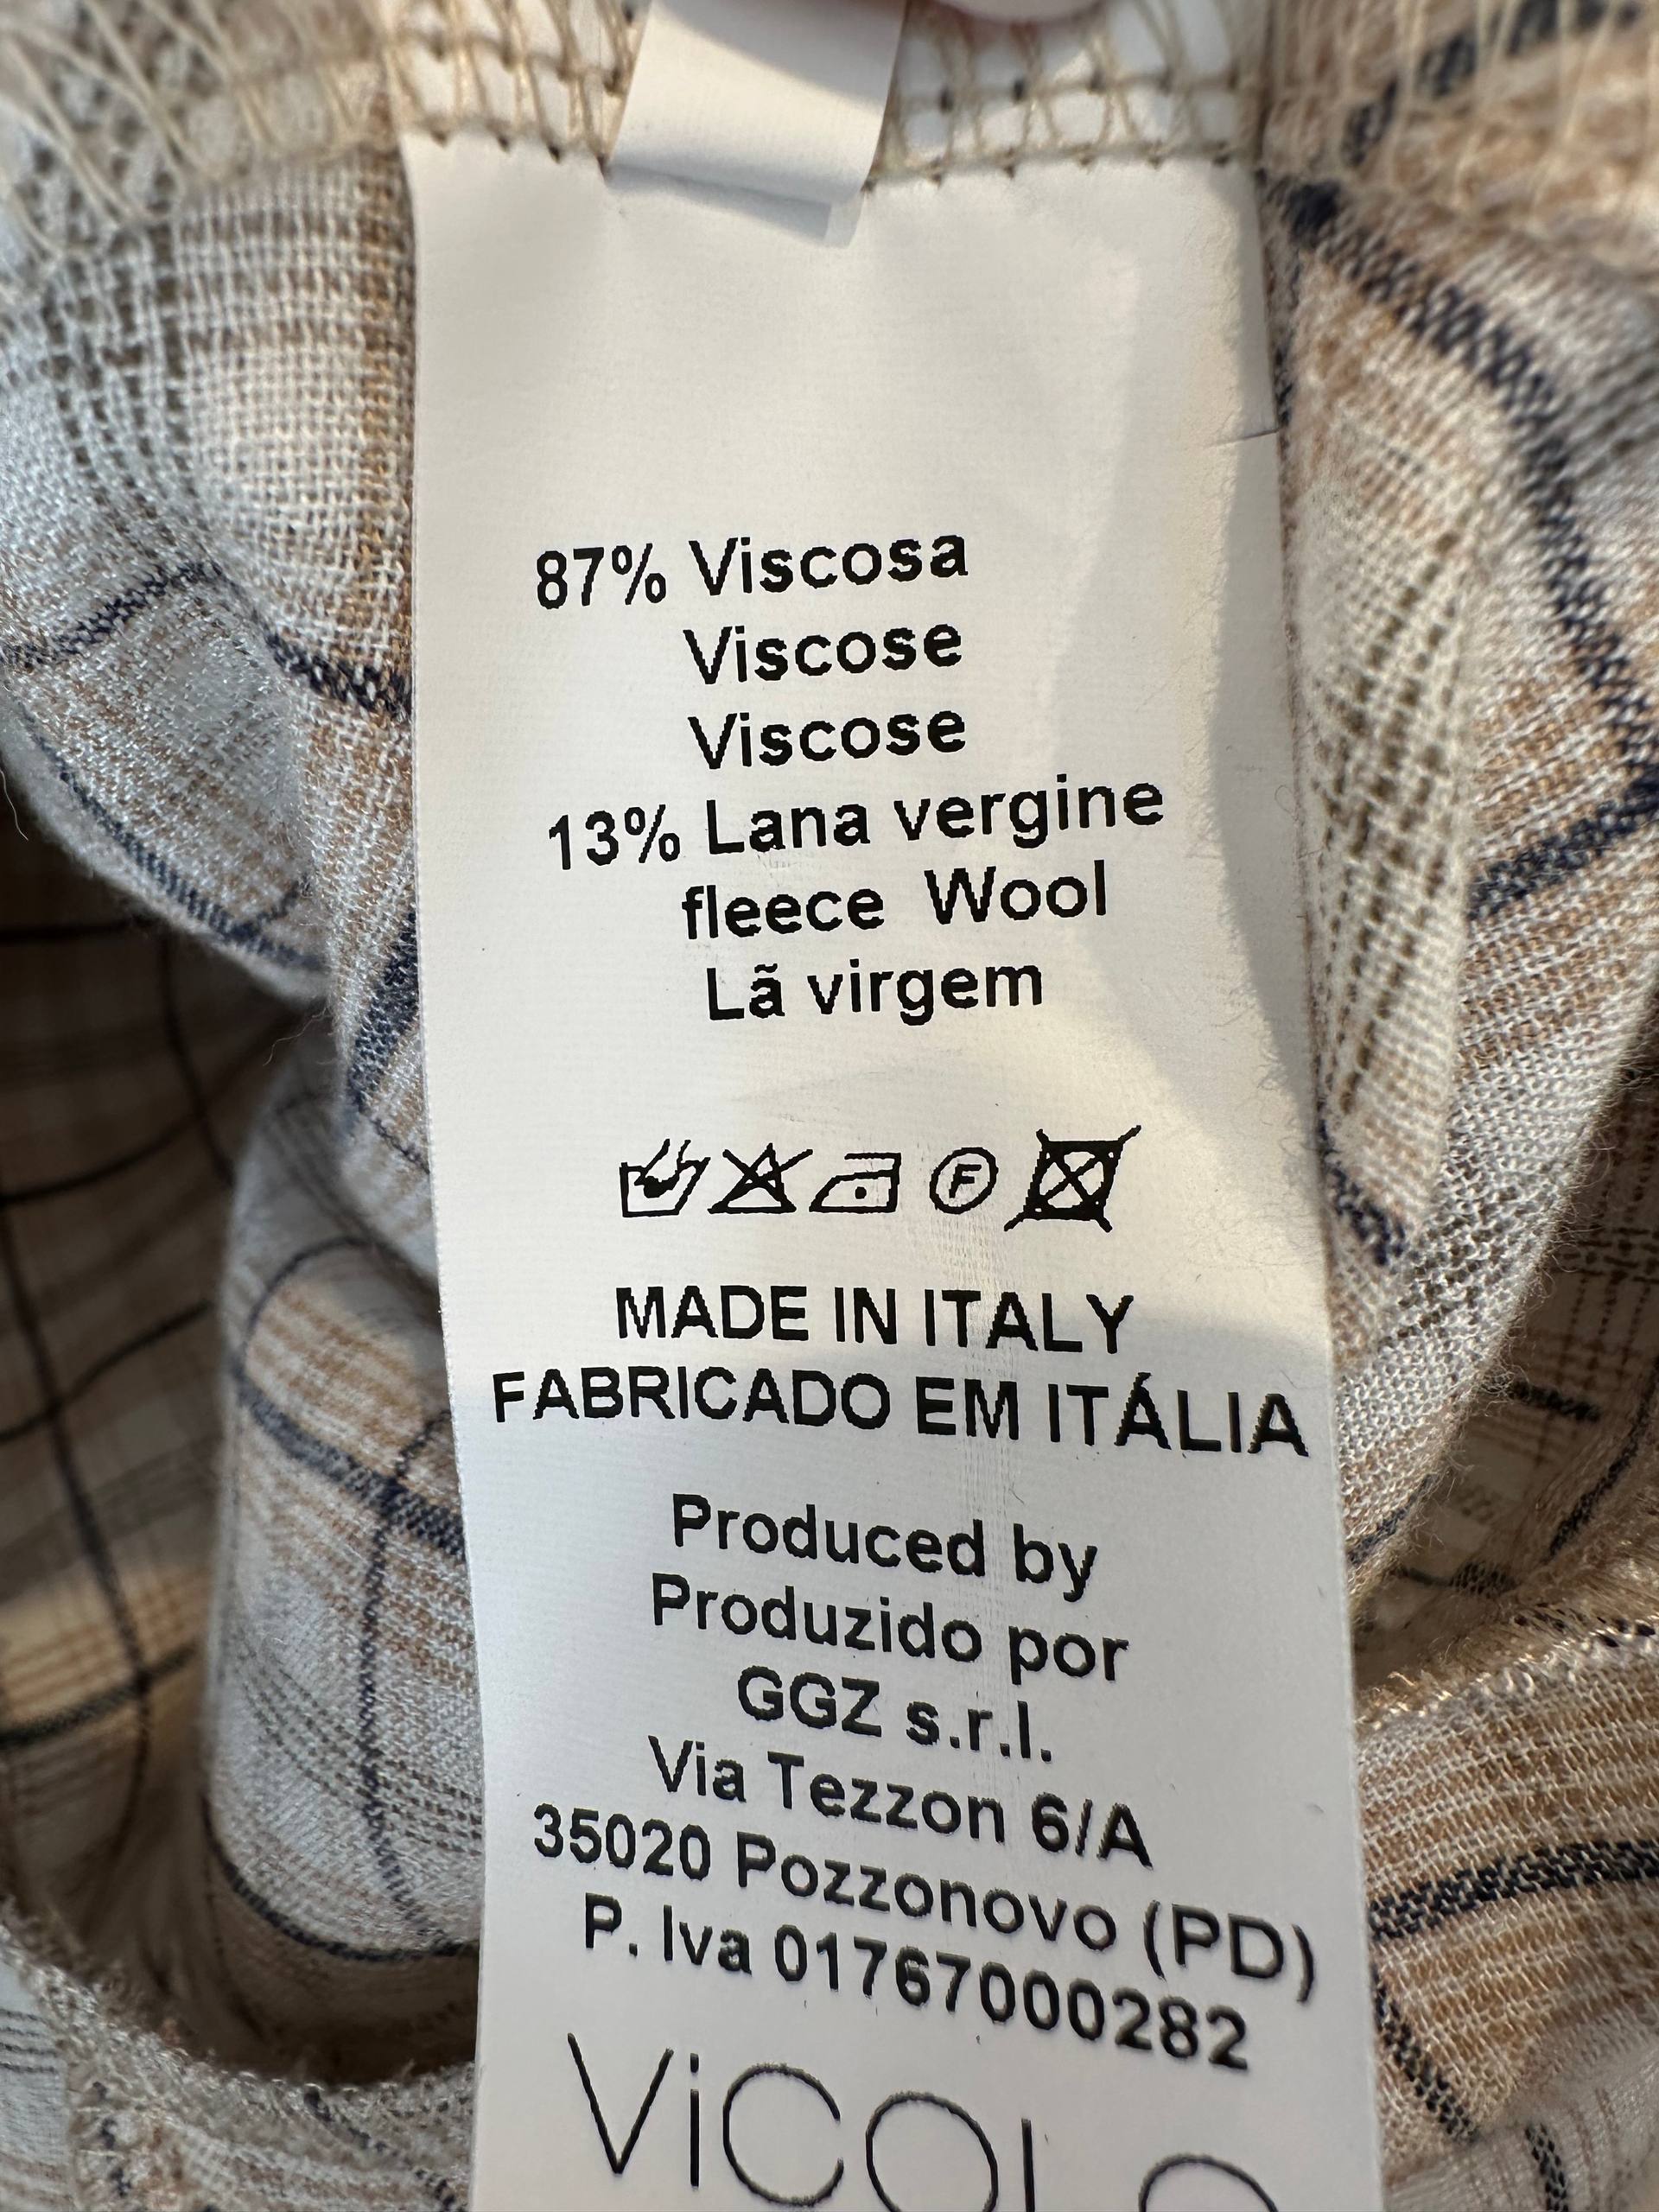 87% Viscosa
Viscose
Viscose
13% Lana vergine
fleece Wool
Lã virgem
F
MADE IN ITALY
FABRICADO EM ITÁLIA
Produced by
Produzido por
GGZ s.r.l.
Via Tezzon 6/A
35020 Pozzonovo (PD)
P. Iva 01767000282
ViCOLO